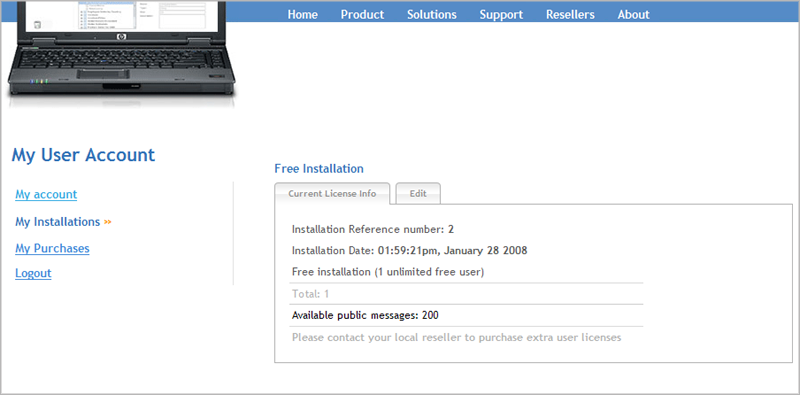 Home Product Solutions Support Resellers About
hp
My User Account
My account
My Installations »
My Purchases
Logout
Free Installation
Current License Info Edit
Installation Reference number: 2
Installation Date: 01:59:21pm, January 28 2008
Free installation (1 unlimited free user)
Total: 1
Available public messages: 200
Please contact your local reseller to purchase extra user licenses